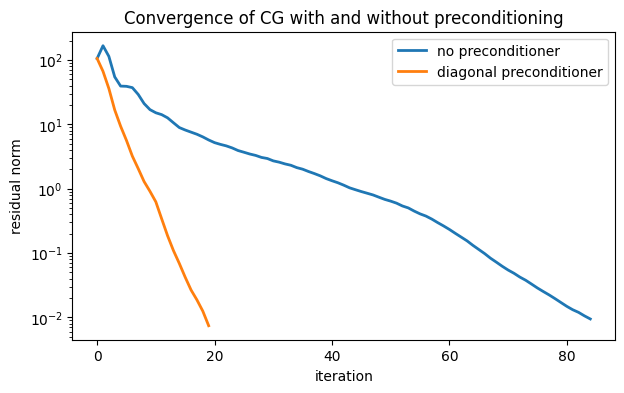 Convergence of CG with and without preconditioning
no preconditioner
diagonal preconditioner
residual norm
10²
10¹
10⁰
10⁻¹
10⁻²
0 20 40 60 80
iteration